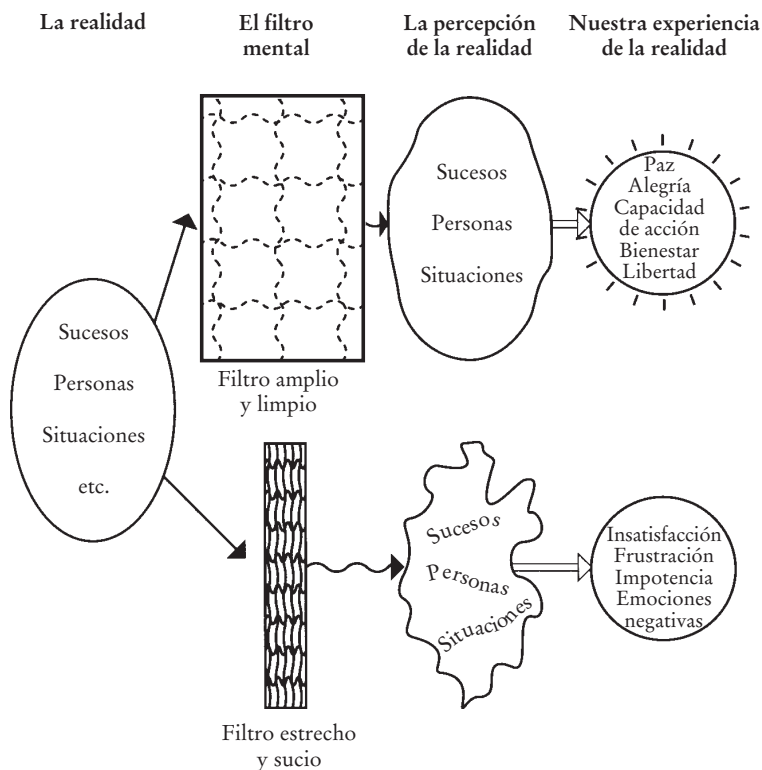 La realidad
El filtro
mental
La percepción
de la realidad
Nuestra experiencia
de la realidad
Sucesos
Personas
Situaciones
etc.
Filtro amplio
y limpio
Sucesos
Personas
Situaciones
Paz
Alegría
Capacidad
de acción
Bienestar
Libertad
Filtro estrecho
y sucio
Sucesos
Personas
Situaciones
Insatisfacción
Frustración
Impotencia
Emociones
negativas